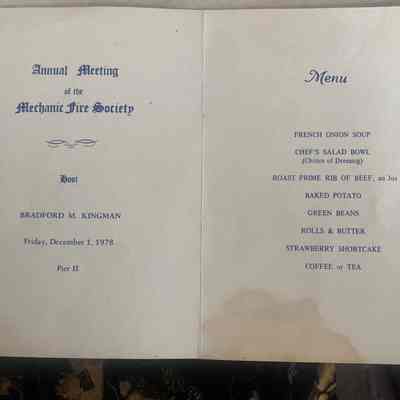 Annual Meeting
of the
Mechanic Fire Society
Host
BRADFORD M. KINGMAN
Friday, December 1, 1978
Pier II
Menu
FRENCH ONION SOUP
CHEF'S SALAD BOWL
(Choice of Dressing)
ROAST PRIME RIB OF BEEF, au Jus
BAKED POTATO
GREEN BEANS
ROLLS & BUTTER
STRAWBERRY SHORTCAKE
COFFEE or TEA